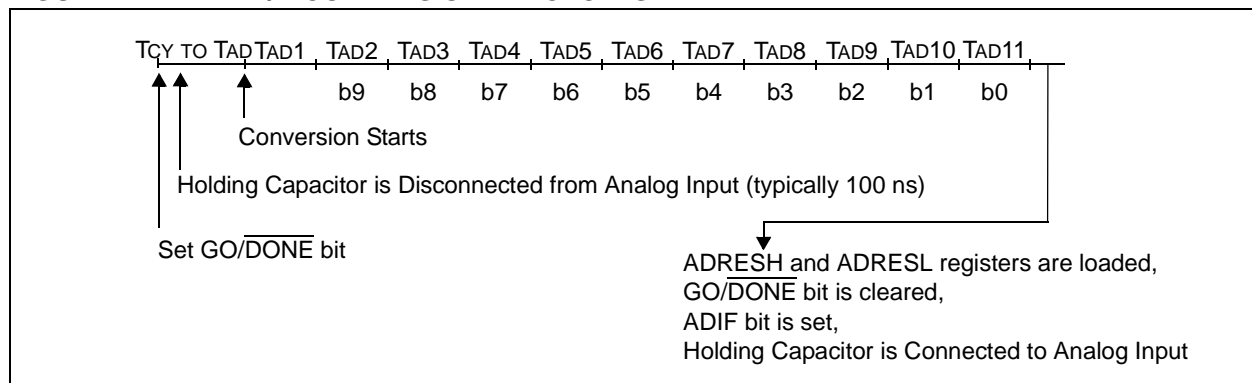 TCY TO TAD TAD1 TAD2 TAD3 TAD4 TAD5 TAD6 TAD7 TAD8 TAD9 TAD10 TAD11
b9 b8 b7 b6 b5 b4 b3 b2 b1 b0
Conversion Starts
Holding Capacitor is Disconnected from Analog Input (typically 100 ns)
Set GO/DONE bit
ADRESH and ADRESL registers are loaded,
GO/DONE bit is cleared,
ADIF bit is set,
Holding Capacitor is Connected to Analog Input